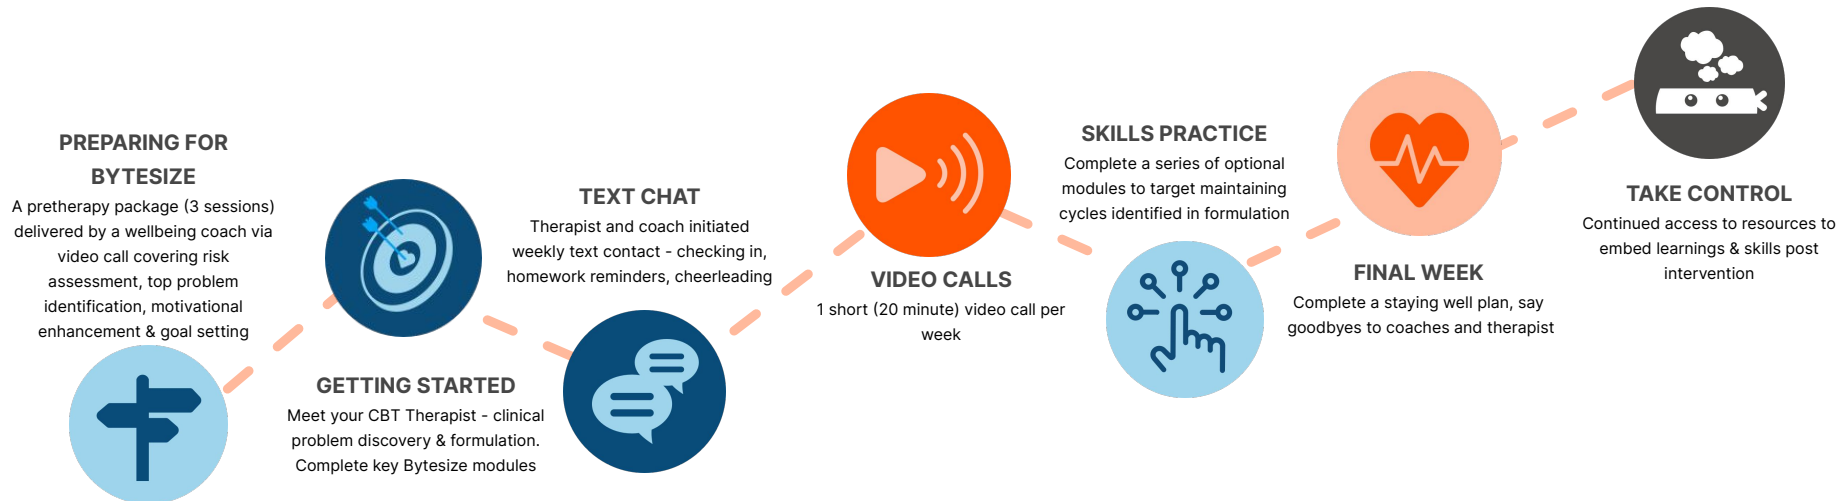 PREPARING FOR
BYTESIZE
A pretherapy package (3 sessions)
delivered by a wellbeing coach via
video call covering risk
assessment, top problem
identification, motivational
enhancement & goal setting
GETTING STARTED
Meet your CBT Therapist - clinical
problem discovery & formulation.
Complete key Bytesize modules
TEXT CHAT
Therapist and coach initiated
weekly text contact - checking in,
homework reminders, cheerleading
VIDEO CALLS
1 short (20 minute) video call per
week
SKILLS PRACTICE
Complete a series of optional
modules to target maintaining
cycles identified in formulation
FINAL WEEK
Complete a staying well plan, say
goodbyes to coaches and therapist
TAKE CONTROL
Continued access to resources to
embed learnings & skills post
intervention